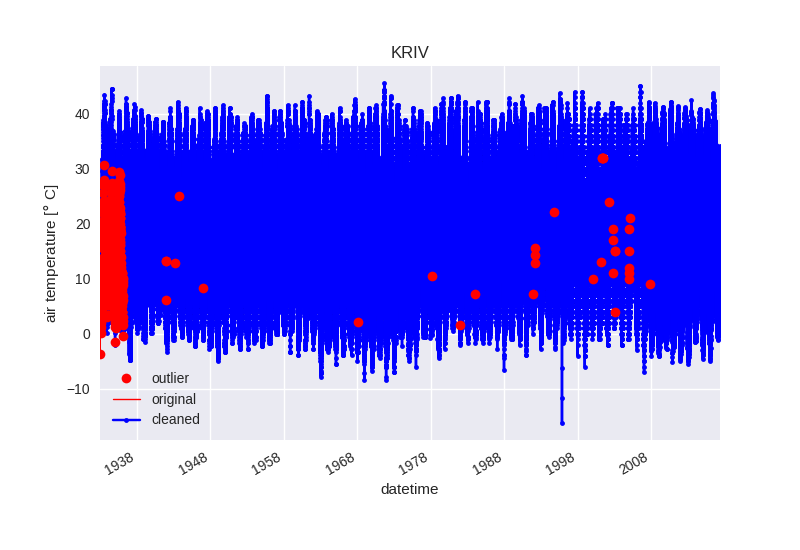 KRIV
40
30
20
10
0
−10
air temperature [° C]
outlier
original
cleaned
1938
1948
1958
1968
1978
1988
1998
2008
datetime